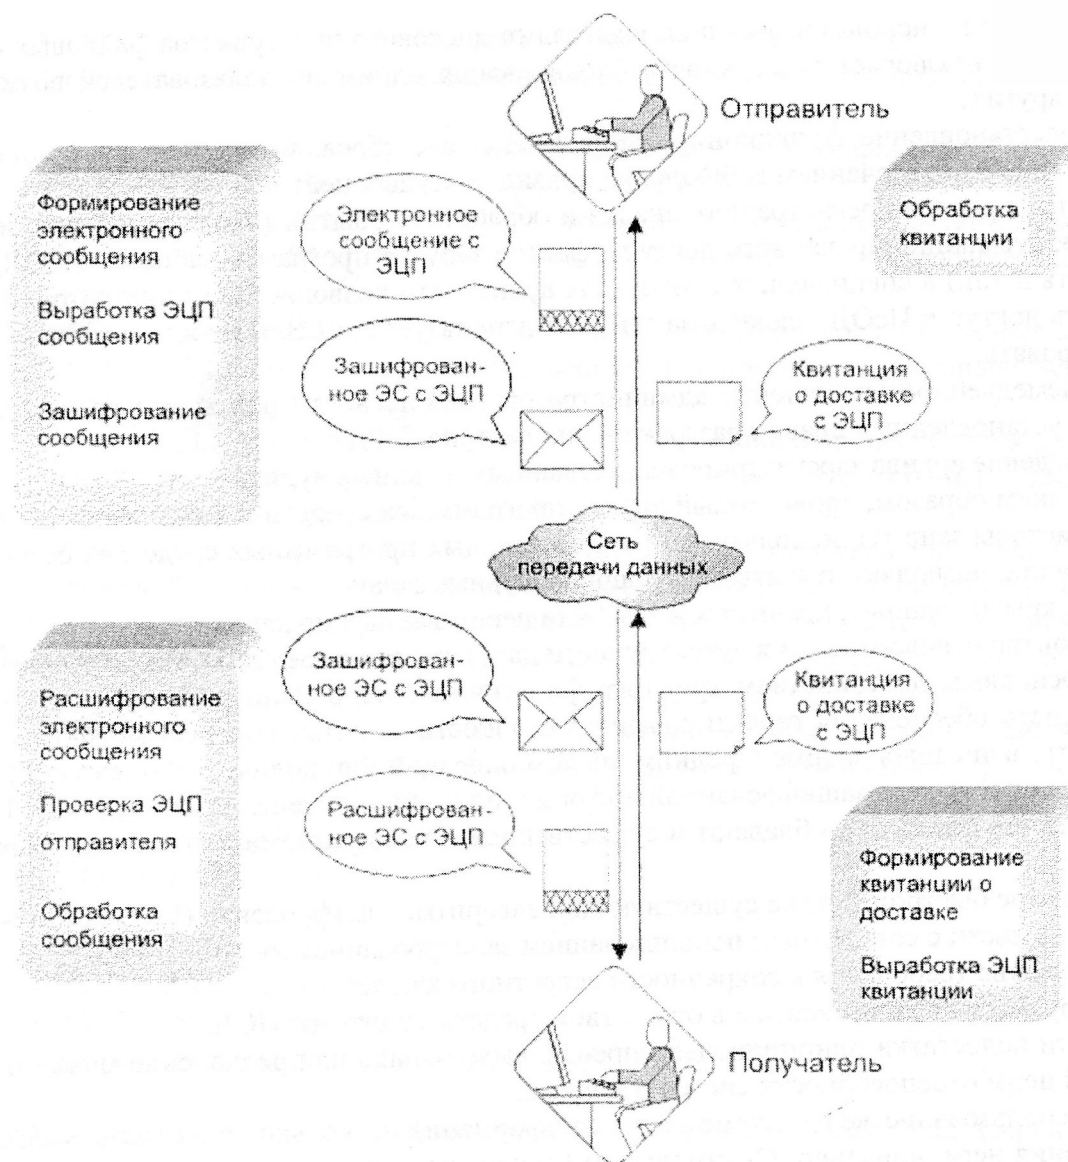 Отправитель
Формирование
электронного
сообщения
Выработка ЭЦП
сообщения
Зашифрование
сообщения
Электронное
сообщение с
ЭЦП
Зашифрован-
ное ЭС с ЭЦП
Обработка
квитанции
Квитанция
о доставке
с ЭЦП
Сеть
передачи данных
Расшифрование
электронного
сообщения
Проверка ЭЦП
отправителя
Обработка
сообщения
Зашифрован-
ное ЭС с ЭЦП
Расшифрован-
ное ЭС с ЭЦП
Квитанция
о доставке
с ЭЦП
Формирование
квитанции о
доставке
Выработка ЭЦП
квитанции
Получатель